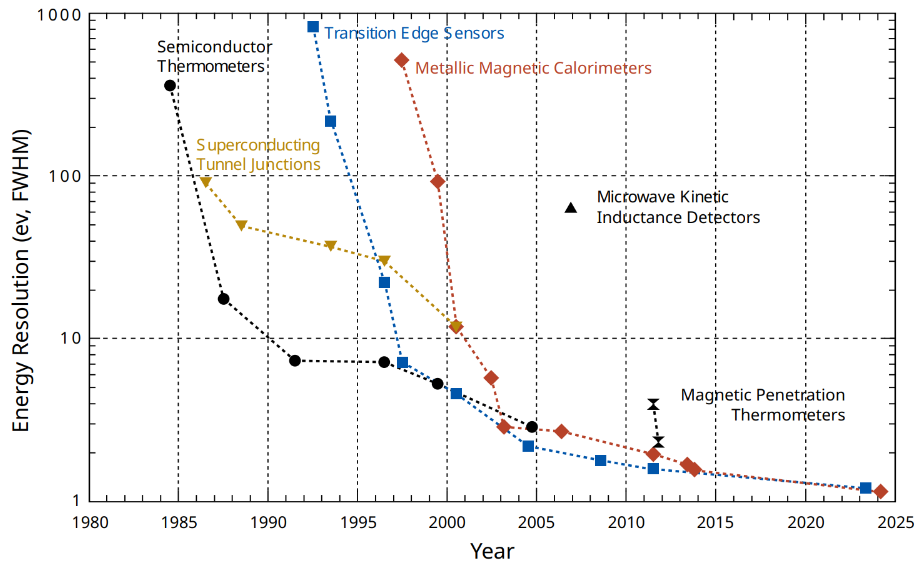 1000
100
10
1
Energy Resolution (ev, FWHM)
Semiconductor
Thermometers
Transition Edge Sensors
Metallic Magnetic Calorimeters
Superconducting
Tunnel Junctions
Microwave Kinetic
Inductance Detectors
Magnetic Penetration
Thermometers
1980 1985 1990 1995 2000 2005 2010 2015 2020 2025
Year